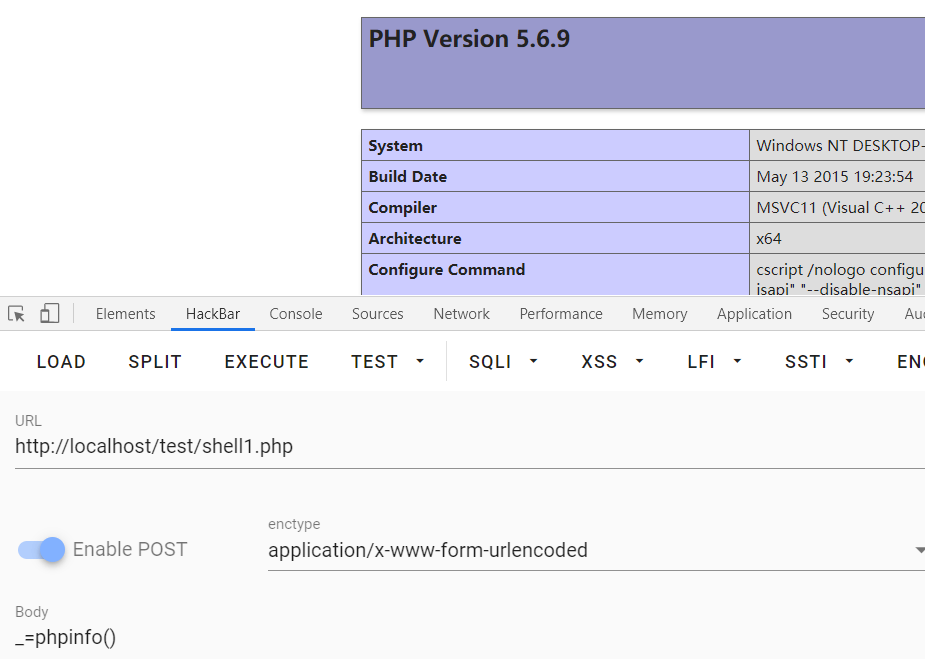 PHP Version 5.6.9
System Windows NT DESKTOP-
Build Date May 13 2015 19:23:54
Compiler MSVC11 (Visual C++ 20
Architecture x64
Configure Command cscript /nologo configu
isapi" "--disable-nsapi"
Elements HackBar Console Sources Network Performance Memory Application Security Au
LOAD SPLIT EXECUTE TEST SQLI XSS LFI SSTI EN
URL
http://localhost/test/shell1.php
enctype
Enable POST application/x-www-form-urlencoded
Body
_=phpinfo()